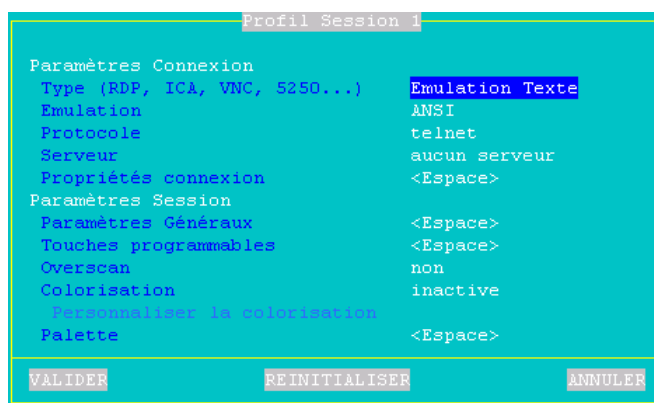 Profil Session 1
Paramètres Connexion
Type (RDP, ICA, VNC, 5250...) Emulation Texte
Emulation ANSI
Protocole telnet
Serveur aucun serveur
Propriétés connexion <Espace>
Paramètres Session
Paramètres Généraux <Espace>
Touches programmables <Espace>
Overscan non
Colorisation inactive
Personnaliser la colorisation
Palette <Espace>
VALIDER REINITIALISER ANNULER